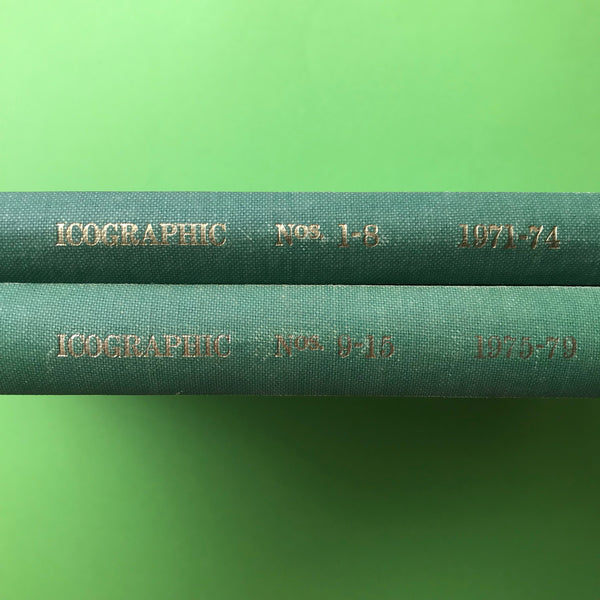 ICOGRAPHIC Nos. 1-8 1971-74
ICOGRAPHIC Nos. 9-15 1975-79